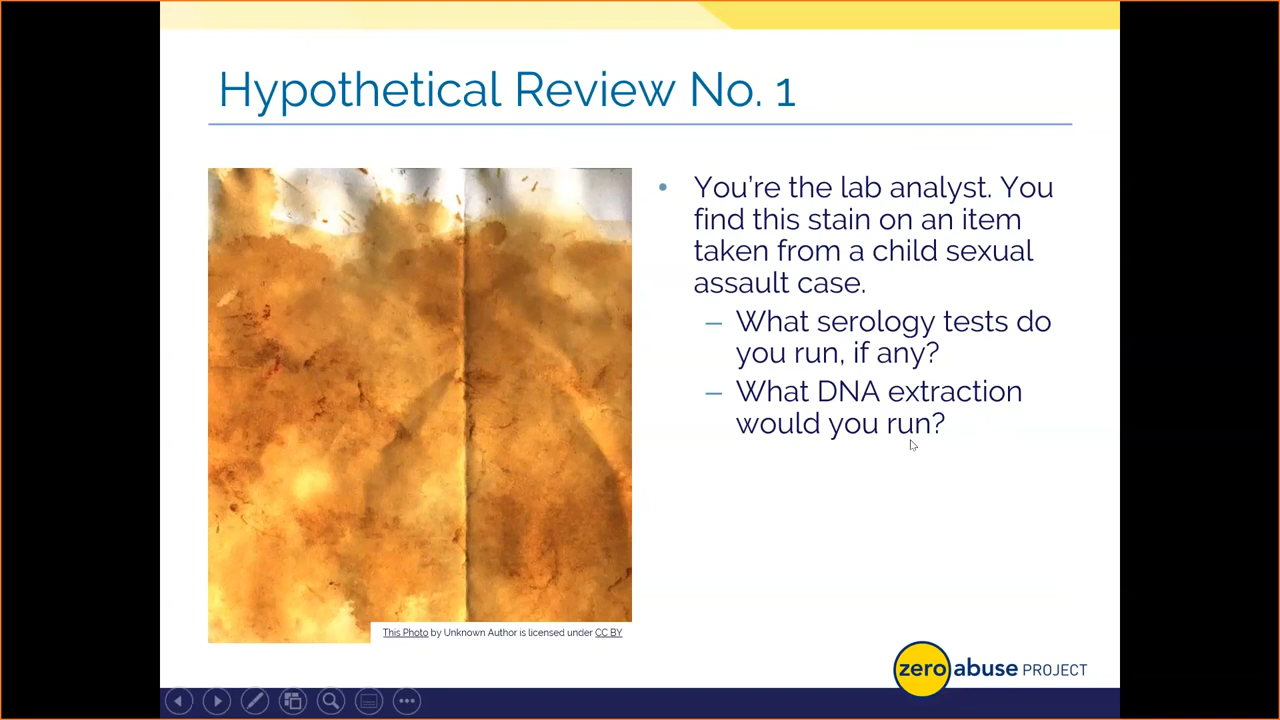 Hypothetical Review No. 1
• You're the lab analyst. You
find this stain on an item
taken from a child sexual
assault case.
– What serology tests do
you run, if any?
– What DNA extraction
would you run?
This Photo by Unknown Author is licensed under CC BY
zero abuse PROJECT